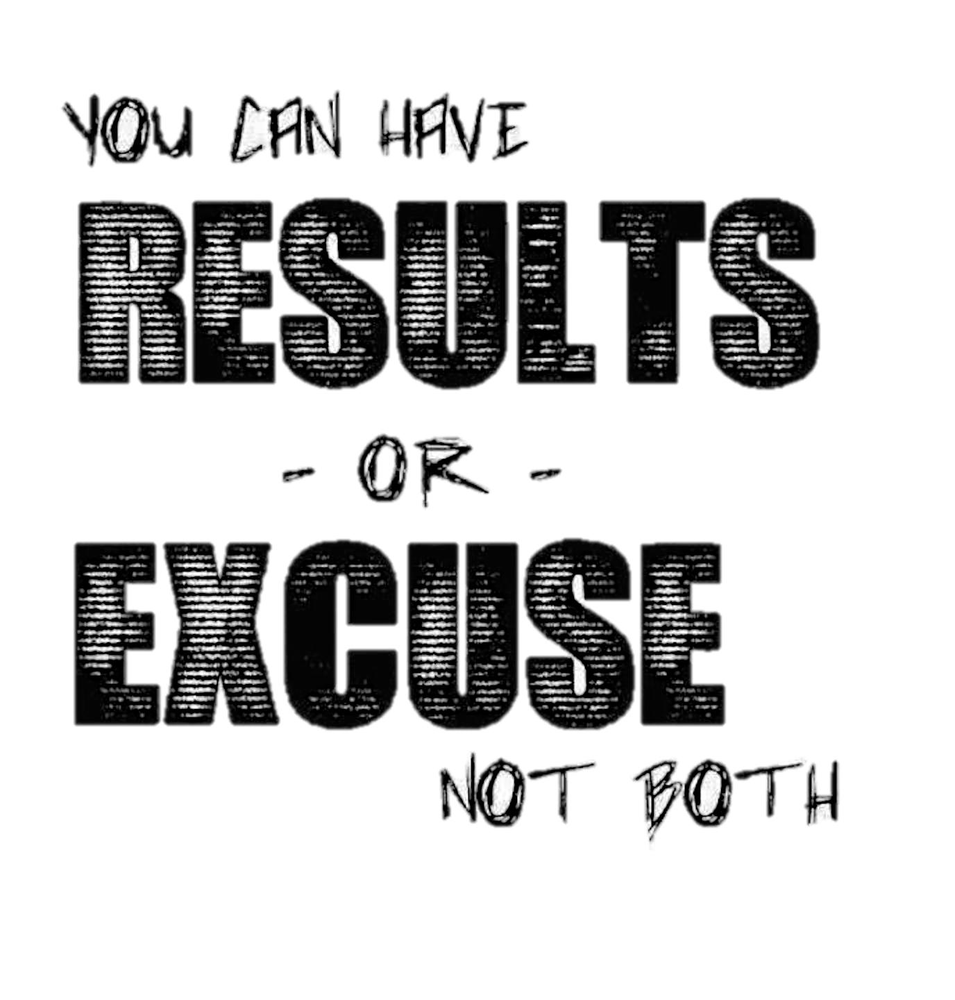 YOU CAN HAVE
RESULTS
- OR -
EXCUSE
NOT BOTH